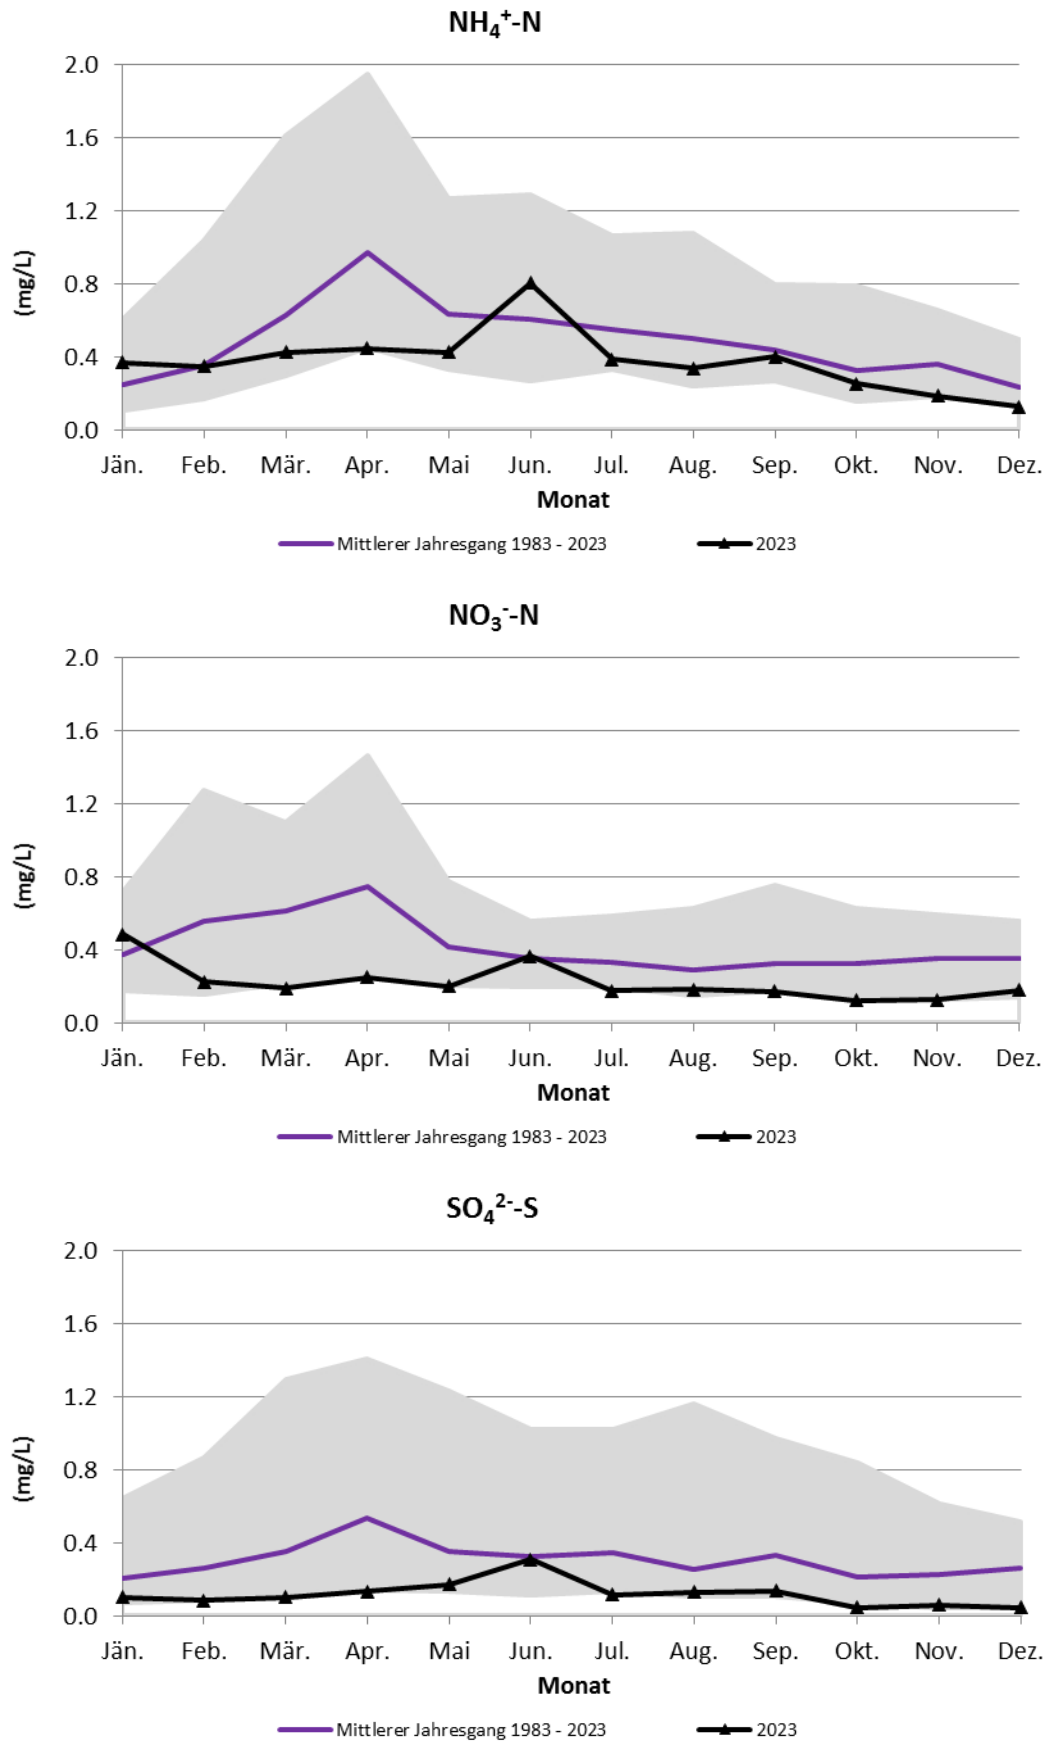 NH₄⁺-N
2.0
1.6
1.2
0.8
0.4
0.0
(mg/L)
Jän. Feb. Mär. Apr. Mai Jun. Jul. Aug. Sep. Okt. Nov. Dez.
Monat
Mittlerer Jahresgang 1983 - 2023 2023
NO₃⁻-N
2.0
1.6
1.2
0.8
0.4
0.0
(mg/L)
Jän. Feb. Mär. Apr. Mai Jun. Jul. Aug. Sep. Okt. Nov. Dez.
Monat
Mittlerer Jahresgang 1983 - 2023 2023
SO₄²⁻-S
2.0
1.6
1.2
0.8
0.4
0.0
(mg/L)
Jän. Feb. Mär. Apr. Mai Jun. Jul. Aug. Sep. Okt. Nov. Dez.
Monat
Mittlerer Jahresgang 1983 - 2023 2023